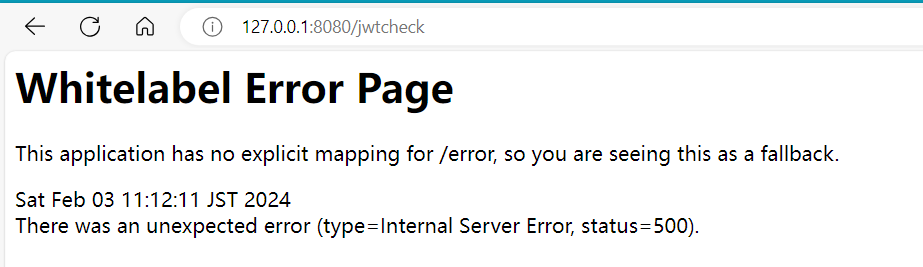 127.0.0.1:8080/jwtcheck
Whitelabel Error Page
This application has no explicit mapping for /error, so you are seeing this as a fallback.
Sat Feb 03 11:12:11 JST 2024
There was an unexpected error (type=Internal Server Error, status=500).